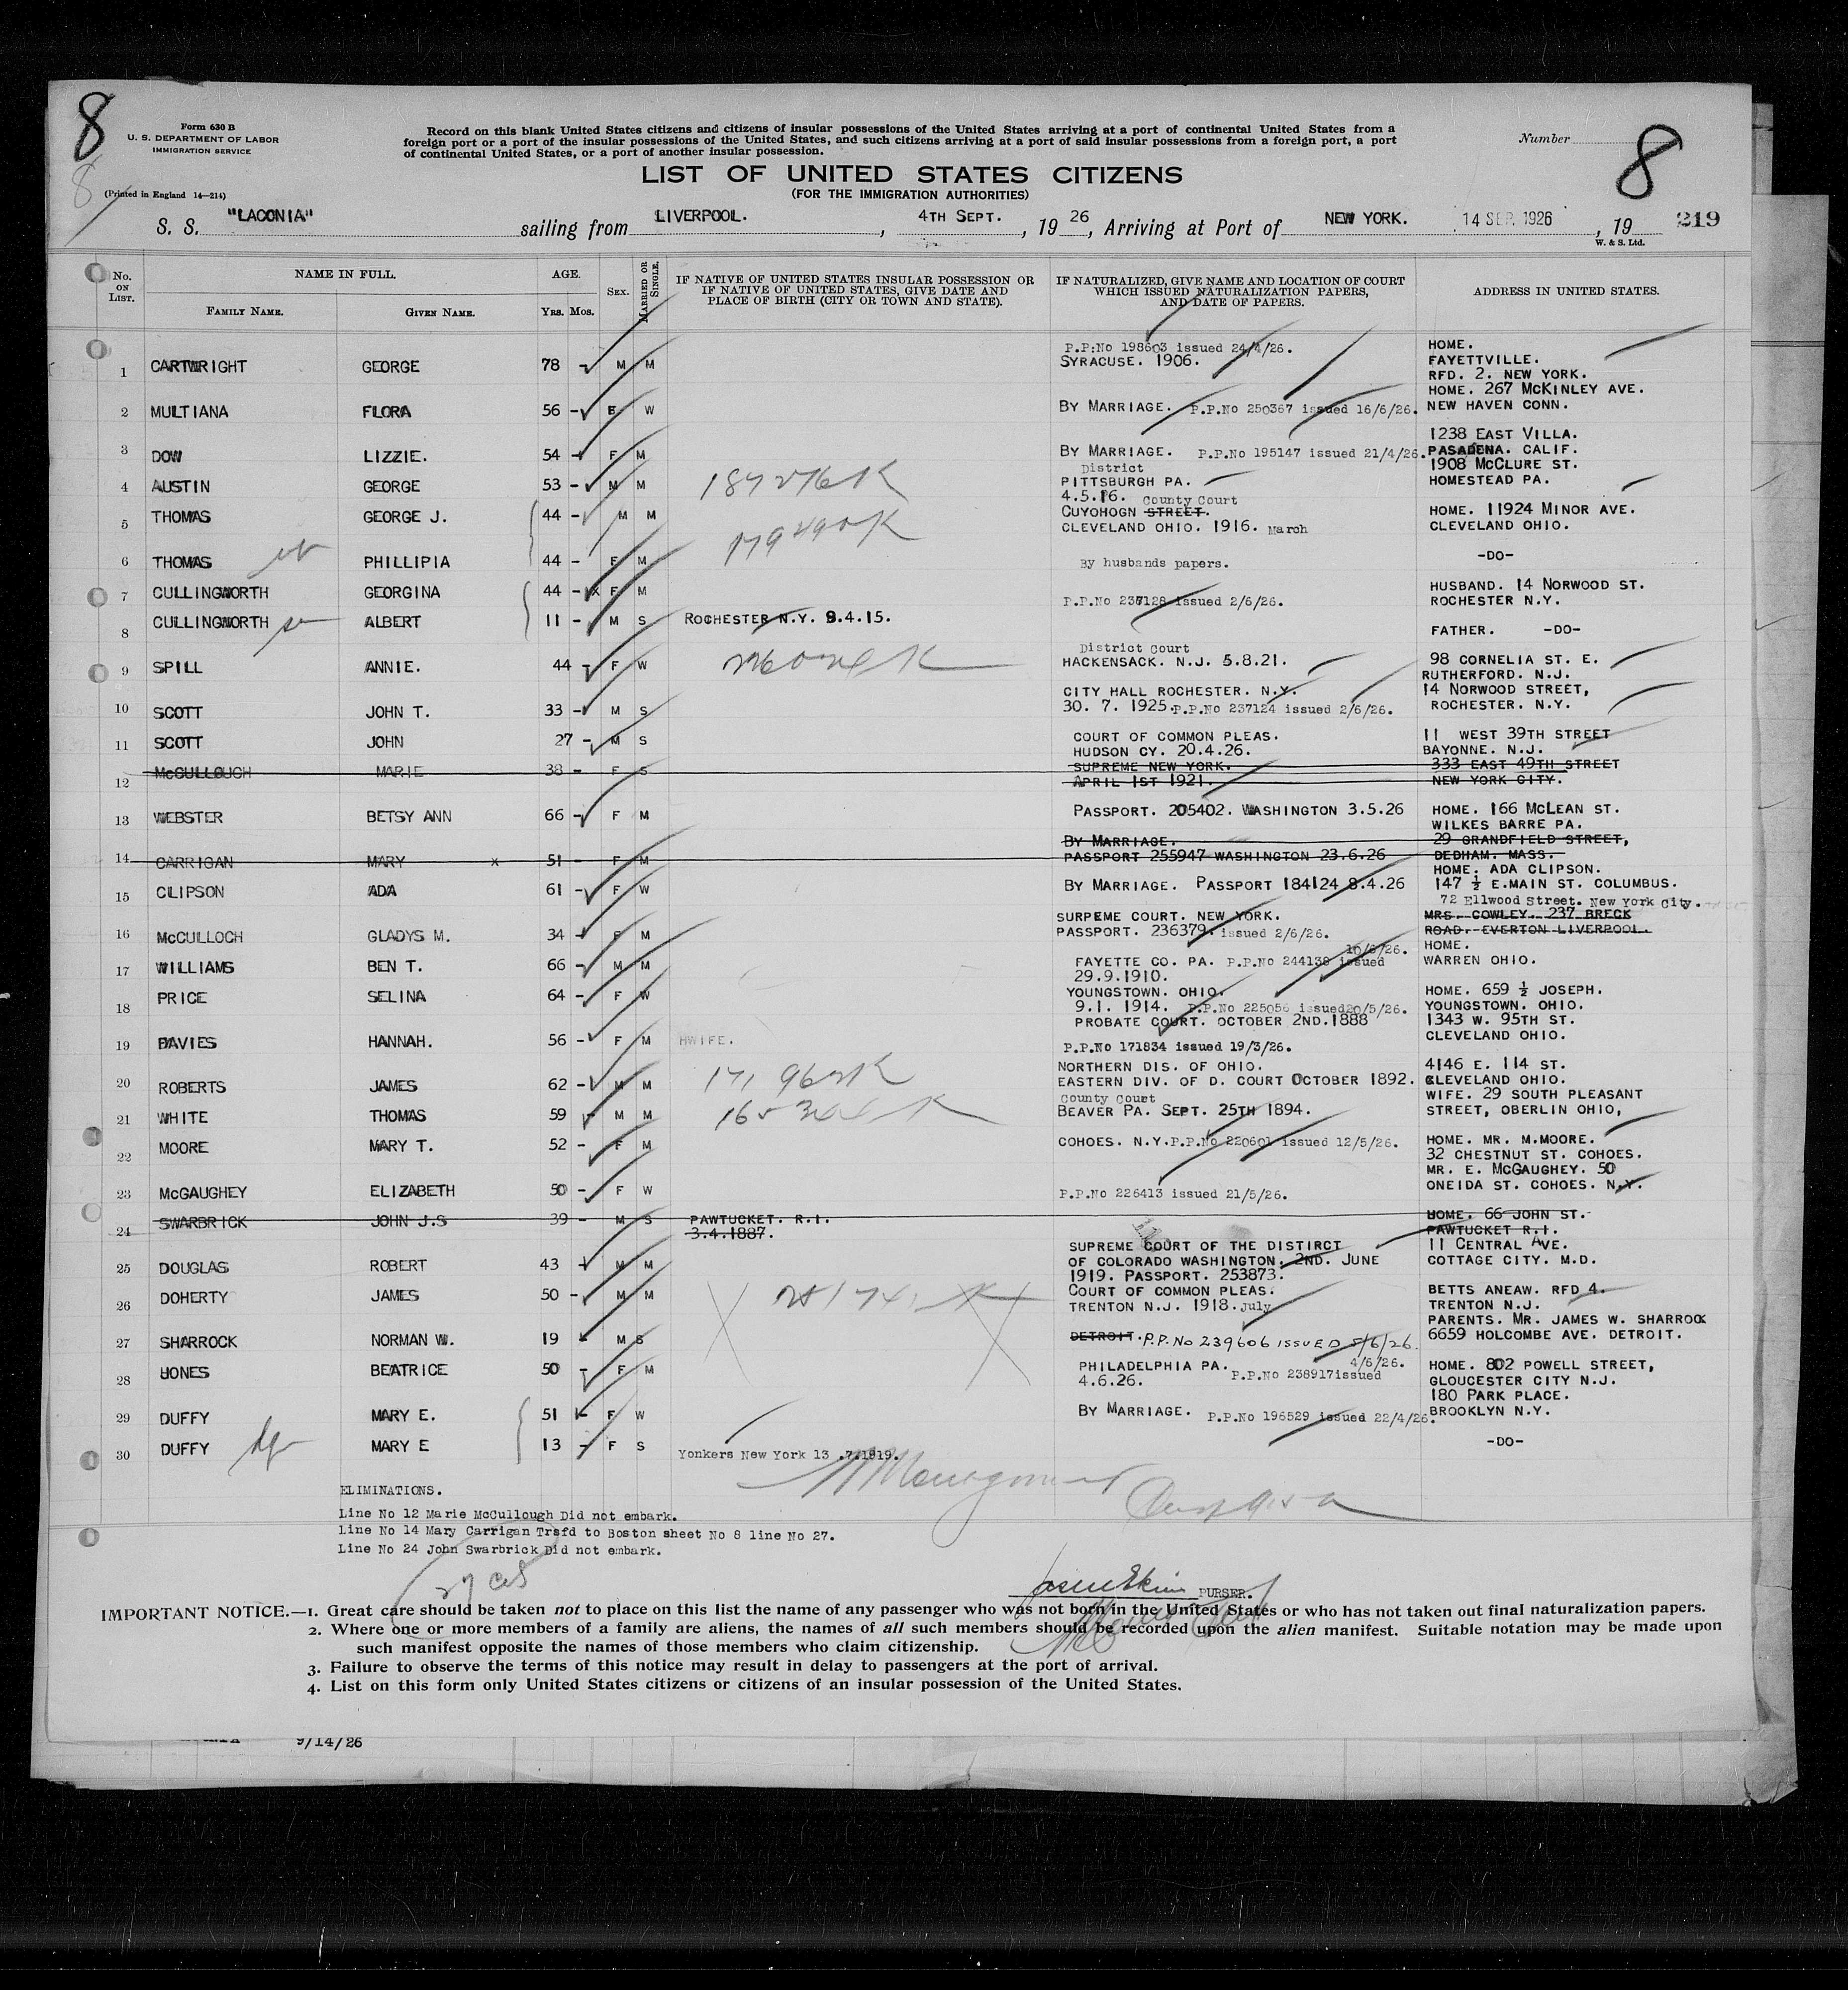 8
Form 630 B
U. S. DEPARTMENT OF LABOR
IMMIGRATION SERVICE
8
(Printed in England 14—214)
Record on this blank United States citizens and citizens of insular possessions of the United States arriving at a port of continental United States from a
foreign port or a port of the insular possessions of the United States, and such citizens arriving at a port of said insular possessions from a foreign port, a port
of continental United States, or a port of another insular possession.
Number
8
LIST OF UNITED STATES CITIZENS
(FOR THE IMMIGRATION AUTHORITIES)
S. S. "LACONIA" sailing from LIVERPOOL. , 4TH SEPT. , 19 26, Arriving at Port of NEW YORK. 14 SEP 1926 , 19 219
W. & S. Ltd.
No. ON LIST. NAME IN FULL. AGE. SEX. MARRIED OR SINGLE. IF NATIVE OF UNITED STATES INSULAR POSSESSION OR IF NATIVE OF UNITED STATES, GIVE DATE AND PLACE OF BIRTH (CITY OR TOWN AND STATE). IF NATURALIZED, GIVE NAME AND LOCATION OF COURT WHICH ISSUED NATURALIZATION PAPERS, AND DATE OF PAPERS. ADDRESS IN UNITED STATES.
FAMILY NAME. GIVEN NAME. YRS. MOS.
1 CARTWRIGHT GEORGE 78 - M M P.P.No 198603 issued 24/4/26. HOME.
SYRACUSE. 1906. FAYETTVILLE.
RFD. 2. NEW YORK.
2 MULTIANA FLORA 56 - F W BY MARRIAGE. P.P.No 250367 issued 16/6/26. HOME. 267 McKINLEY AVE.
NEW HAVEN CONN.
3 DOW LIZZIE. 54 - F M BY MARRIAGE. P.P.No 195147 issued 21/4/26. 1238 EAST VILLA.
PASADENA. CALIF.
4 AUSTIN GEORGE 53 - M M 187276 K District 1908 McCLURE ST.
PITTSBURGH PA. HOMESTEAD PA.
4.5.16. County Court
5 THOMAS GEORGE J. 44 - M M CUYOHOGN STREET. HOME. 11924 MINOR AVE.
CLEVELAND OHIO. 1916. March CLEVELAND OHIO.
6 THOMAS PHILLIPIA 44 - F M By husbands papers. -DO-
7 CULLINGWORTH GEORGINA 44 - x F M P.P.No 237128 issued 2/6/26. HUSBAND. 14 NORWOOD ST.
ROCHESTER N.Y.
8 CULLINGWORTH ALBERT 11 - M S ROCHESTER N.Y. 9.4.15. FATHER. -DO-
9 SPILL ANNIE. 44 - F W District Court 98 CORNELIA ST. E.
HACKENSACK. N.J. 5.8.21. RUTHERFORD. N.J.
10 SCOTT JOHN T. 33 - M S CITY HALL ROCHESTER. N.Y. 14 NORWOOD STREET,
30. 7. 1925. P.P.No 237124 issued 2/6/26. ROCHESTER. N.Y.
11 SCOTT JOHN 27 - M S COURT OF COMMON PLEAS. 11 WEST 39TH STREET
HUDSON CY. 20.4.26. BAYONNE. N.J.
12 McCULLOUGH MARIE 38 - F S SUPREME NEW YORK. 333 EAST 49TH STREET
APRIL 1ST 1921. NEW YORK CITY.
13 WEBSTER BETSY ANN 66 - F M PASSPORT. 205402. WASHINGTON 3.5.26 HOME. 166 McLEAN ST.
WILKES BARRE PA.
14 CARRIGAN MARY x 51 - F M BY MARRIAGE. 29 GRANDFIELD STREET,
PASSPORT 255947 WASHINGTON 23.6.26 DEDHAM. MASS.
15 CLIPSON ADA 61 - F W BY MARRIAGE. PASSPORT 184124 8.4.26 HOME. ADA CLIPSON.
147 ½ E.MAIN ST. COLUMBUS.
72 Ellwood Street. New York City.
16 McCULLOCH GLADYS M. 34 - M SURPEME COURT. NEW YORK. MRS. COWLEY. 237 BRECK
PASSPORT. 236379. issued 2/6/26. ROAD. EVERTON LIVERPOOL.
17 WILLIAMS BEN T. 66 - M M 10/6/26. HOME.
FAYETTE CO. PA. P.P.No 244138 issued WARREN OHIO.
29.9.1910.
18 PRICE SELINA 64 - F W YOUNGSTOWN. OHIO. HOME. 659 ½ JOSEPH.
9.1. 1914. P.P.No 225056 issued20/5/26. YOUNGSTOWN. OHIO.
19 DAVIES HANNAH. 56 - F M HWIFE. PROBATE COURT. OCTOBER 2ND.1888 1343 W. 95TH ST.
P.P.No 171834 issued 19/3/26. CLEVELAND OHIO.
20 ROBERTS JAMES 62 - M M NORTHERN DIS. OF OHIO. 4146 E. 114 ST.
EASTERN DIV. OF D. COURT OCTOBER 1892. CLEVELAND OHIO.
21 WHITE THOMAS 59 - M M County Court WIFE. 29 SOUTH PLEASANT
BEAVER PA. SEPT. 25TH 1894. STREET, OBERLIN OHIO,
22 MOORE MARY T. 52 - F M COHOES. N.Y.P.P.No 220601 issued 12/5/26. HOME. MR. M.MOORE.
32 CHESTNUT ST. COHOES.
23 McGAUGHEY ELIZABETH 50 - F W P.P.No 226413 issued 21/5/26. MR. E. McGAUGHEY. 50
ONEIDA ST. COHOES. N.Y.
24 SWARBRICK JOHN J.S 39 - M S PAWTUCKET. R.I. HOME. 66 JOHN ST.
3.4.1887. PAWTUCKET R.I.
25 DOUGLAS ROBERT 43 - M M SUPREME COURT OF THE DISTIRCT 11 CENTRAL AVE.
OF COLORADO WASHINGTON. 2ND. JUNE COTTAGE CITY. M.D.
1919. PASSPORT. 253873.
26 DOHERTY JAMES 50 - M M COURT OF COMMON PLEAS. BETTS ANEAW. RFD 4.
TRENTON N.J. 1918. July TRENTON N.J.
27 SHARROCK NORMAN W. 19 - M S DETROIT. P.P. No 239606 ISSUED 5/6/26. PARENTS. MR. JAMES W. SHARROCK
6659 HOLCOMBE AVE. DETROIT.
28 HONES BEATRICE 50 - F M PHILADELPHIA PA. 4/6/26. HOME. 802 POWELL STREET,
4.6.26. P.P.No 238917issued GLOUCESTER CITY N.J.
29 DUFFY MARY E. 51 - F W BY MARRIAGE. P.P.No 196529 issued 22/4/26. 180 PARK PLACE.
BROOKLYN N.Y.
30 DUFFY MARY E 13 - F S Yonkers New York 13 .7.1919. -DO-
ELIMINATIONS.
Line No 12 Marie McCullough Did not embark.
Line No 14 Mary Carrigan Trsfd to Boston sheet No 8 line No 27.
Line No 24 John Swarbrick Did not embark.
PURSER.
IMPORTANT NOTICE.—1. Great care should be taken not to place on this list the name of any passenger who was not born in the United States or who has not taken out final naturalization papers.
2. Where one or more members of a family are aliens, the names of all such members should be recorded upon the alien manifest. Suitable notation may be made upon
such manifest opposite the names of those members who claim citizenship.
3. Failure to observe the terms of this notice may result in delay to passengers at the port of arrival.
4. List on this form only United States citizens or citizens of an insular possession of the United States.
9/14/26